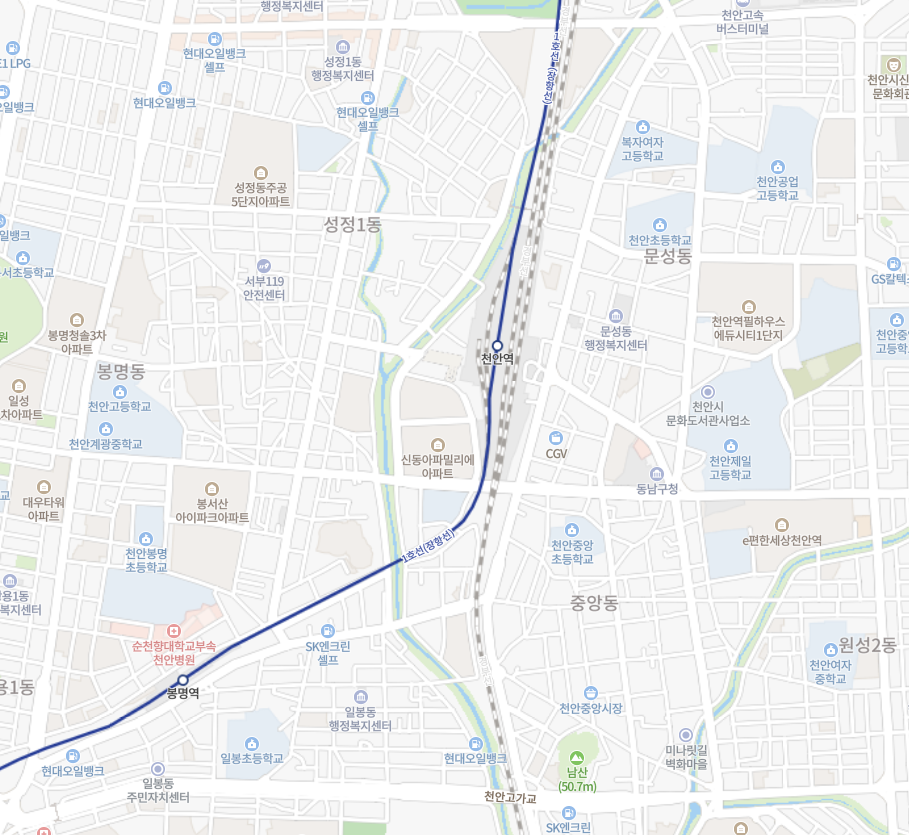 행정복지센터
천안고속
버스터미널
현대오일뱅크
셀프
성정1동
행정복지센터
E1 LPG
천안시신
문화회관
현대오일뱅크
오일뱅크
현대오일뱅크
셀프
1호선(장항선)
복자여자
고등학교
천안공업
고등학교
성정동주공
5단지아파트
성정1동
천안초등학교
문성동
일뱅크
서초등학교
서부119
안전센터
GS칼텍스
봉명청솔3차
아파트
원
천안역필하우스
에듀시티1단지
문성동
행정복지센터
천안중앙
고등학교
천안역
봉명동
일성
3차아파트
천안고등학교
천안시
문화도서관사업소
천안계광중학교
신동아파밀리에
아파트
CGV
천안제일
고등학교
동남구청
대우타워
아파트
봉서산
아이파크아파트
교
천안봉명
초등학교
1호선(장항선)
천안중앙
초등학교
e편한세상천안역
쌍용1동
복지센터
중앙동
순천향대학교부속
천안병원
SK엔크린
셀프
원성2동
천안여자
중학교
용1동
봉명역
일봉동
행정복지센터
천안중앙시장
현대오일뱅크
일봉초등학교
현대오일뱅크
미나릿길
벽화마을
남산
(50.7m)
일봉동
주민자치센터
천안고가교
SK엔크린